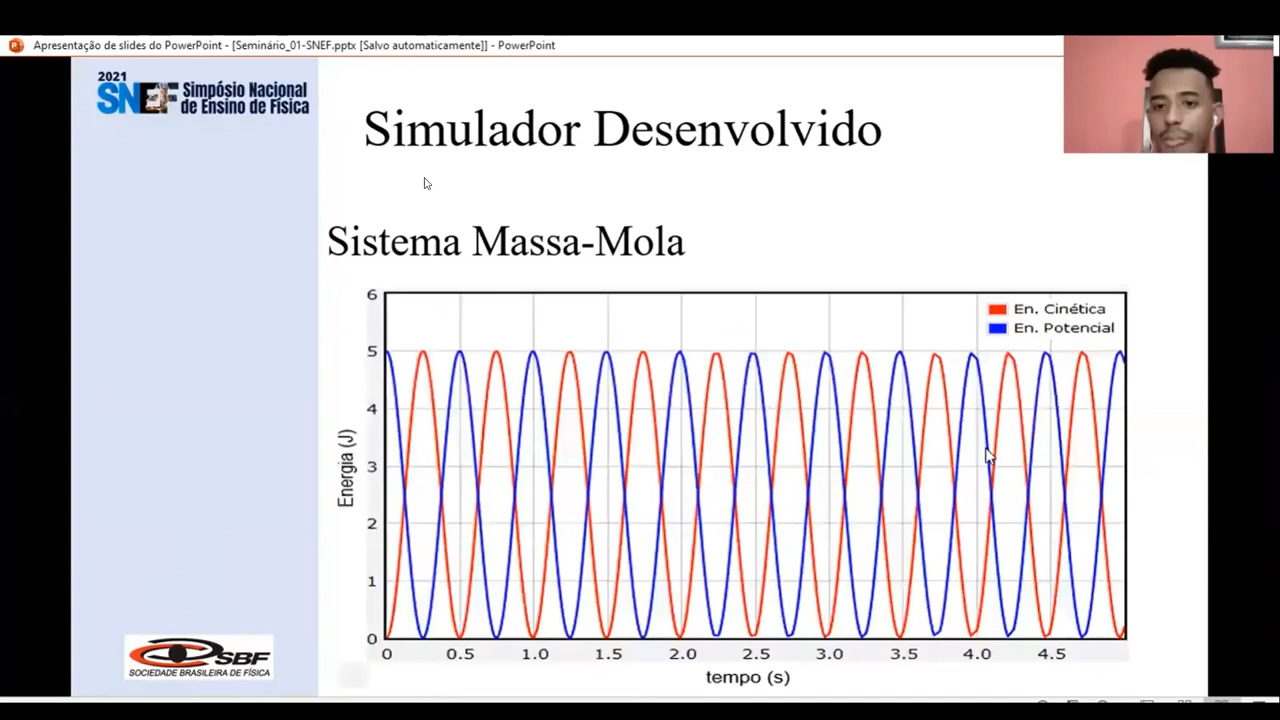 Apresentação de slides do PowerPoint - [Seminário_01-SNEF.pptx [Salvo automaticamente]] - PowerPoint
2021
SNEF Simpósio Nacional
de Ensino de Física
Simulador Desenvolvido
Sistema Massa-Mola
En. Cinética
En. Potencial
Energia (J)
6
5
4
3
2
1
0
0 0.5 1.0 1.5 2.0 2.5 3.0 3.5 4.0 4.5
tempo (s)
SBF
SOCIEDADE BRASILEIRA DE FÍSICA